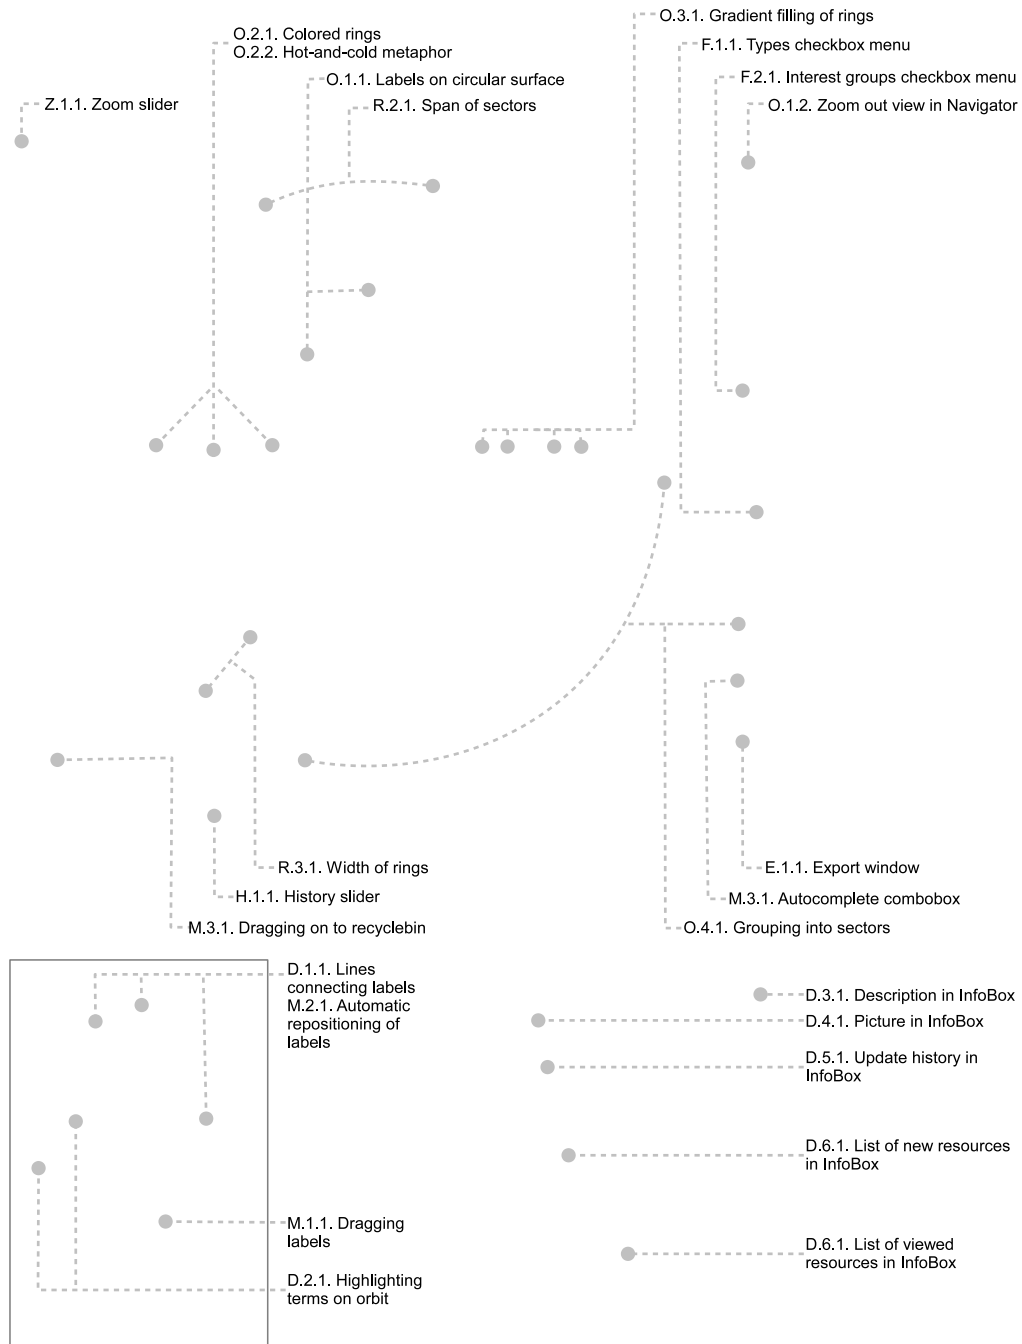 O.3.1. Gradient filling of rings
O.2.1. Colored rings
O.2.2. Hot-and-cold metaphor
F.1.1. Types checkbox menu
O.1.1. Labels on circular surface
F.2.1. Interest groups checkbox menu
Z.1.1. Zoom slider
R.2.1. Span of sectors
O.1.2. Zoom out view in Navigator
R.3.1. Width of rings
E.1.1. Export window
H.1.1. History slider
M.3.1. Autocomplete combobox
M.3.1. Dragging on to recyclebin
O.4.1. Grouping into sectors
D.1.1. Lines
connecting labels
M.2.1. Automatic
repositioning of
labels
D.3.1. Description in InfoBox
D.4.1. Picture in InfoBox
D.5.1. Update history in
InfoBox
D.6.1. List of new resources
in InfoBox
M.1.1. Dragging
labels
D.6.1. List of viewed
resources in InfoBox
D.2.1. Highlighting
terms on orbit